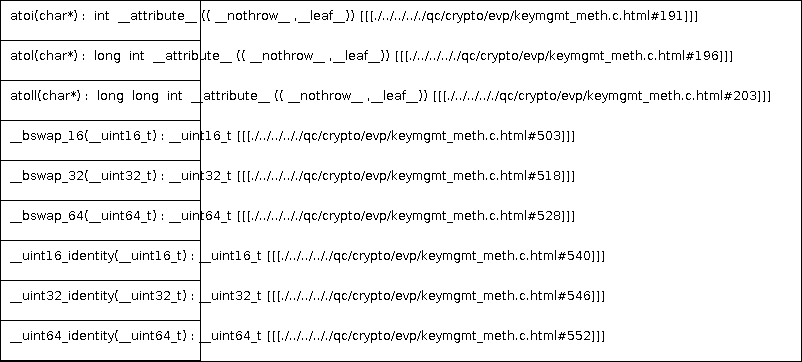 atoi(char*) : int __attribute__ (( __nothrow__ ,__leaf__)) [[[./../../../qc/crypto/evp/keymgmt_meth.c.html#191]]]
atol(char*) : long int __attribute__ (( __nothrow__ ,__leaf__)) [[[./../../../qc/crypto/evp/keymgmt_meth.c.html#196]]]
atoll(char*) : long long int __attribute__ (( __nothrow__ ,__leaf__)) [[[./../../../qc/crypto/evp/keymgmt_meth.c.html#203]]]
__bswap_16(__uint16_t) : __uint16_t [[[./../../../qc/crypto/evp/keymgmt_meth.c.html#503]]]
__bswap_32(__uint32_t) : __uint32_t [[[./../../../qc/crypto/evp/keymgmt_meth.c.html#518]]]
__bswap_64(__uint64_t) : __uint64_t [[[./../../../qc/crypto/evp/keymgmt_meth.c.html#528]]]
__uint16_identity(__uint16_t) : __uint16_t [[[./../../../qc/crypto/evp/keymgmt_meth.c.html#540]]]
__uint32_identity(__uint32_t) : __uint32_t [[[./../../../qc/crypto/evp/keymgmt_meth.c.html#546]]]
__uint64_identity(__uint64_t) : __uint64_t [[[./../../../qc/crypto/evp/keymgmt_meth.c.html#552]]]